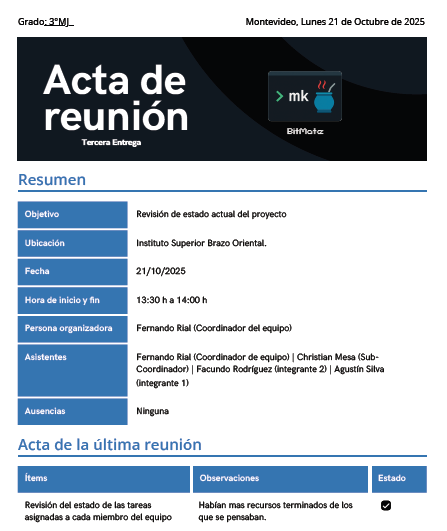 Grado: 3°MJ
Montevideo, Lunes 21 de Octubre de 2025
Acta de
reunión
Tercera Entrega
> mk
BitMate
Resumen
Objetivo
Revisión de estado actual del proyecto
Ubicación
Instituto Superior Brazo Oriental.
Fecha
21/10/2025
Hora de inicio y fin
13:30 h a 14:00 h
Persona organizadora
Fernando Rial (Coordinador del equipo)
Asistentes
Fernando Rial (Coordinador de equipo) | Christian Mesa (Sub-
Coordinador) | Facundo Rodríguez (integrante 2) | Agustín Silva
(integrante 1)
Ausencias
Ninguna
Acta de la última reunión
Ítems
Observaciones
Estado
Revisión del estado de las tareas
asignadas a cada miembro del equipo
Habían mas recursos terminados de los
que se pensaban.